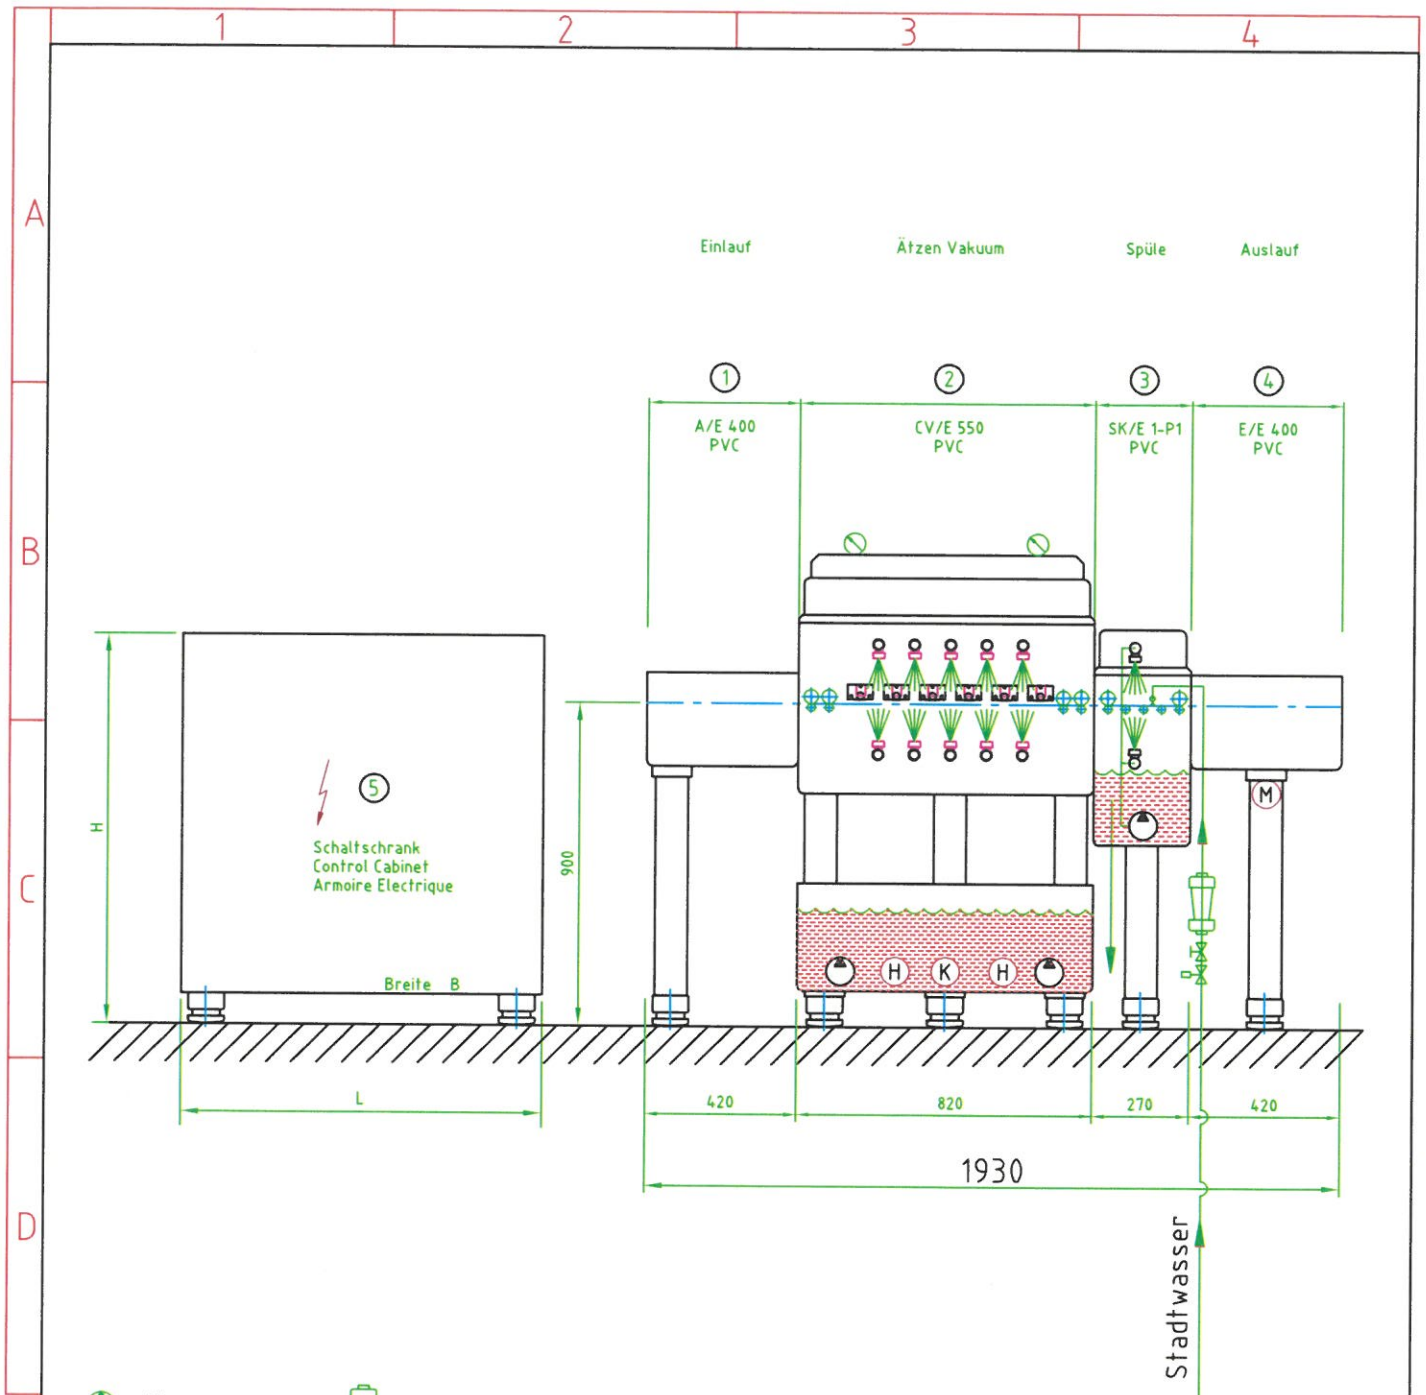 1 2 3 4
A
Einlauf Ätzen Vakuum Spüle Auslauf
1 2 3 4
A/E 400 CV/E 550 SK/E 1-P1 E/E 400
PVC PVC PVC PVC
B
H
5
Schaltschrank
Control Cabinet
Armoire Electrique
900
M
C
H K H
Breite B
L
420 820 270 420
1930
D
Stadtwasser